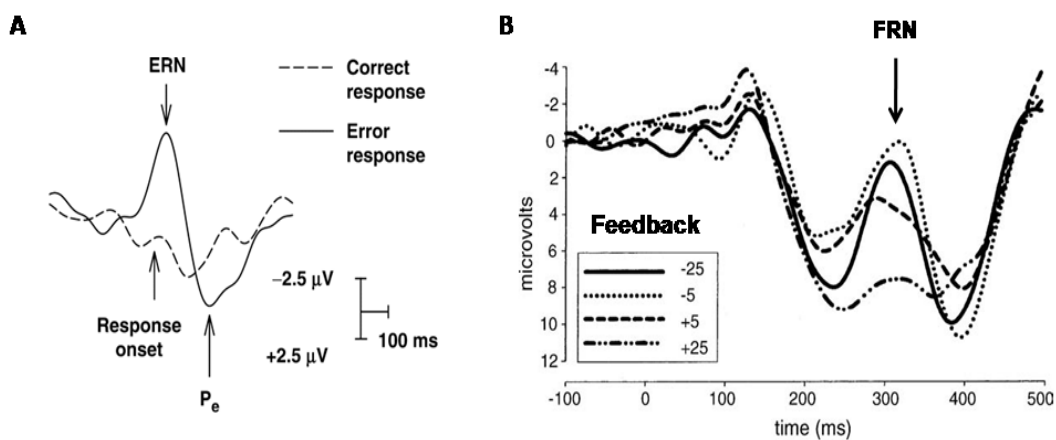 A
ERN
Correct
response
Error
response
Response
onset
−2.5 μV
100 ms
+2.5 μV
Pe
B
FRN
-4
-2
0
2
4
6
8
10
12
microvolts
Feedback
-25
-5
+5
+25
-100
0
100
200
300
400
500
time (ms)